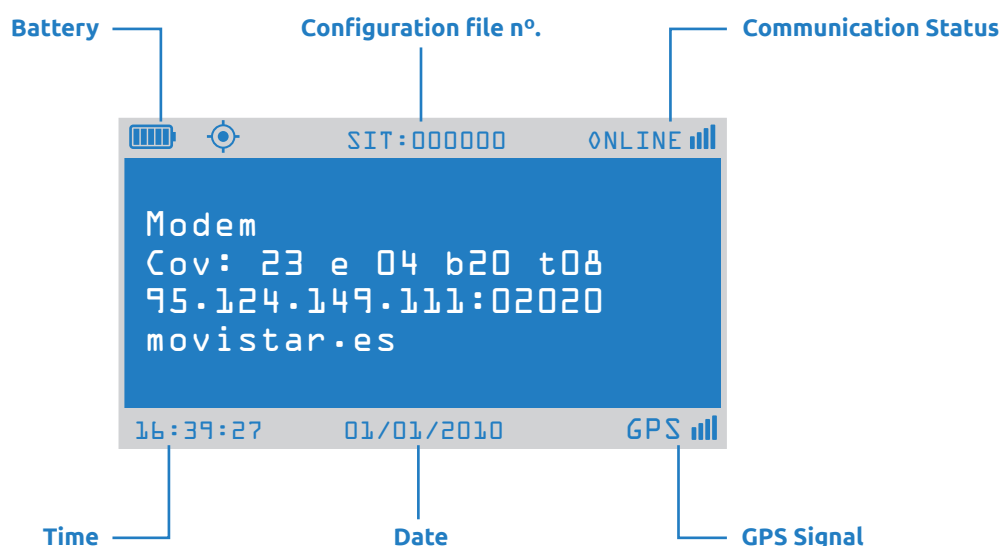 Battery Configuration file nº. Communication Status
SIT:000000 ONLINE
Modem
Cov: 23 e 04 b20 t08
95.124.149.111:02020
movistar.es
16:39:27 01/01/2010 GPS
Time Date GPS Signal